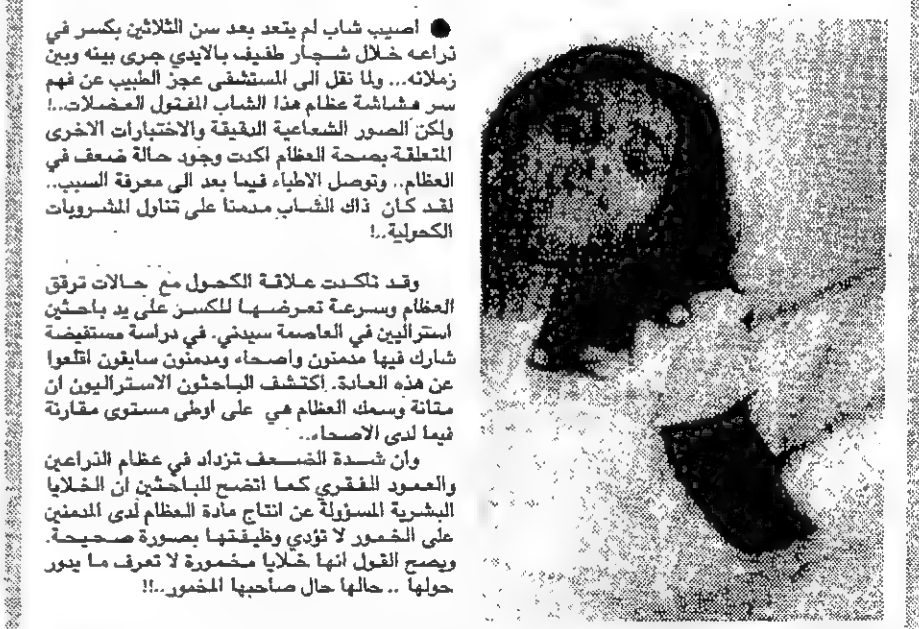 ● اصيب شاب لم يتعد بعد سن الثلاثين بكسر في
ذراعه خلال شجار طفيف بالايدي جرى بينه وبين
زملائه... ولما نقل الى المستشفى عجز الطبيب عن فهم
سر هشاشة عظام هذا الشاب المفتول العضلات..!
ولكن الصور الشعاعية الدقيقة والاختبارات الاخرى
المتعلقة بصحة العظام اكدت وجود حالة ضعف في
العظام.. وتوصل الاطباء فيما بعد الى معرفة السبب..
لقد كان ذاك الشاب مدمنا على تناول المشروبات
الكحولية..!
وقد تاكدت علاقة الكحول مع حالات ترقق
العظام وسرعة تعرضها للكسر على يد باحثين
استراليين في العاصمة سيدني. في دراسة مستفيضة
شارك فيها مدمنون واصحاء ومدمنون سابقون اقلعوا
عن هذه العادة. اكتشف الباحثون الاستراليون ان
متانة وسمك العظام هي على اوطى مستوى مقارنة
فيما لدى الاصحاء..
وان شدة الضعف تزداد في عظام الذراعين
والعمود الفقري كما اتضح للباحثين ان الخلايا
البشرية المسؤولة عن انتاج مادة العظام لدى المدمنين
على الخمور لا تؤدي وظيفتها بصورة صحيحة.
ويصح القول انها خلايا مخمورة لا تعرف ما يدور
حولها .. حالها حال صاحبها المخمور..!!